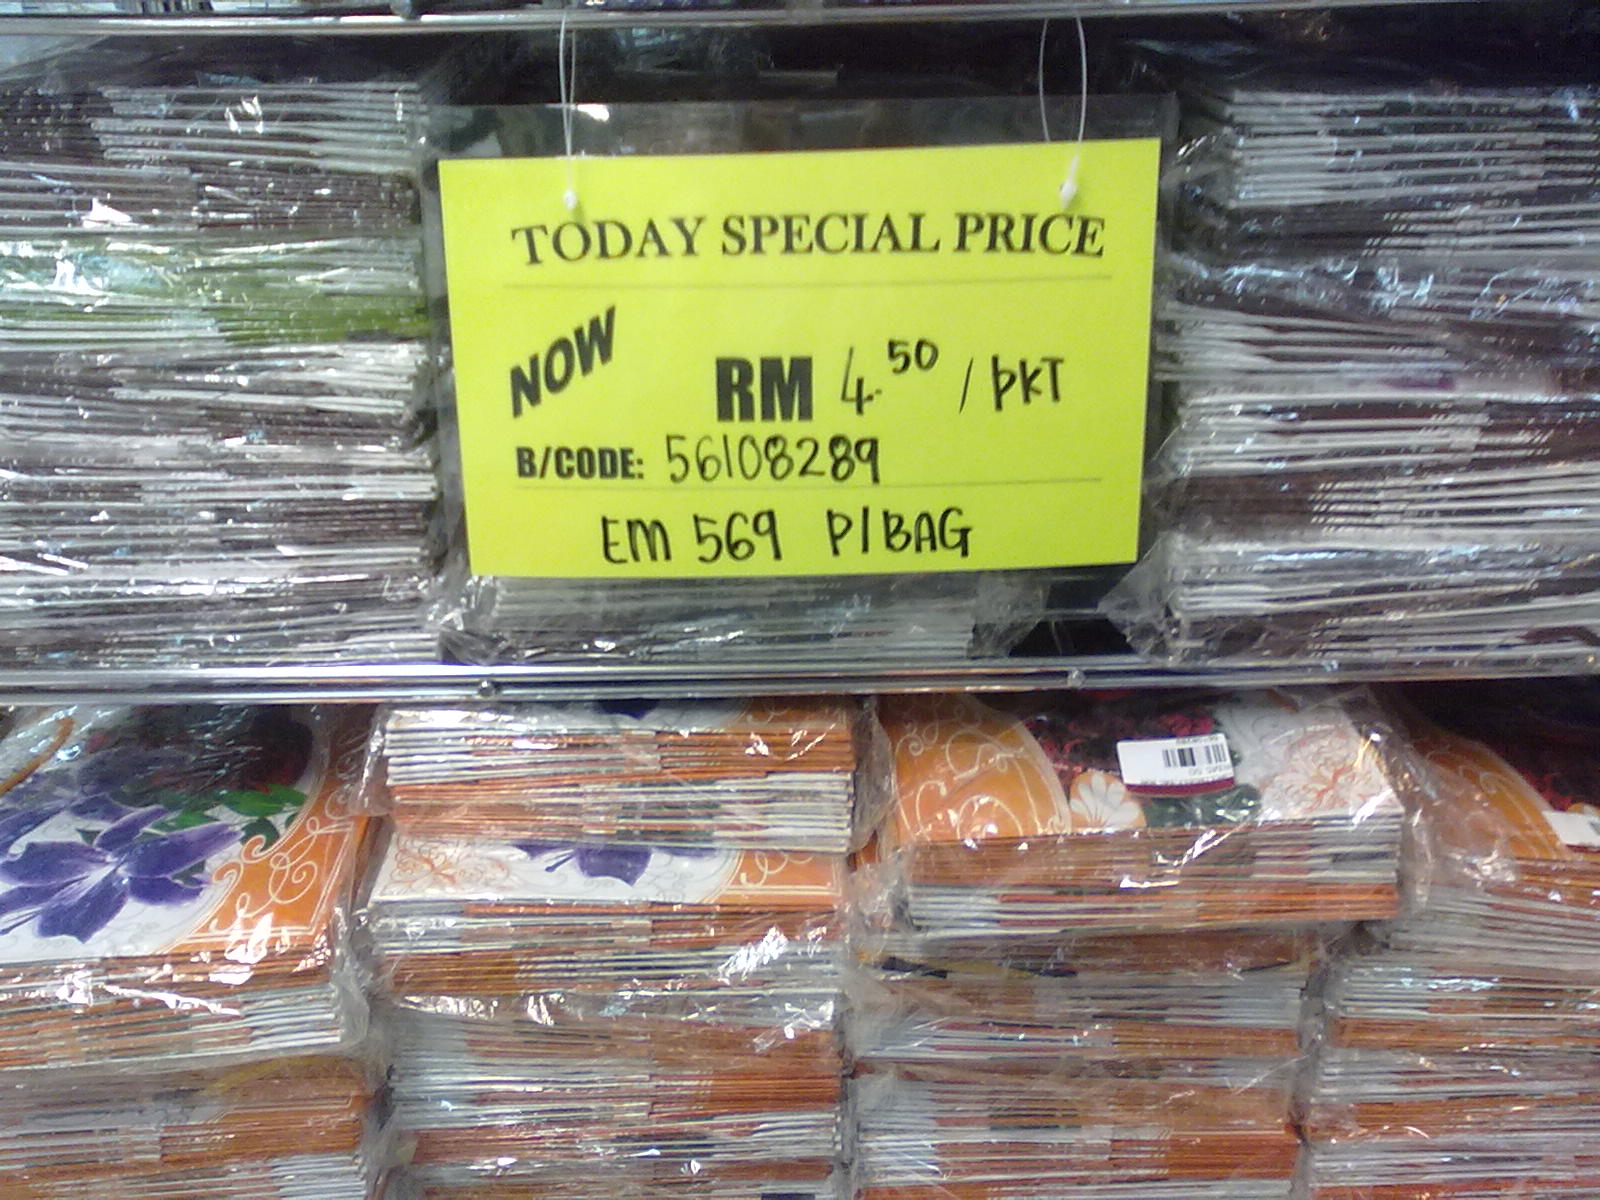 TODAY SPECIAL PRICE
NOW
RM 4.50 / PKT
B/CODE: 56108289
EM 569 P/BAG